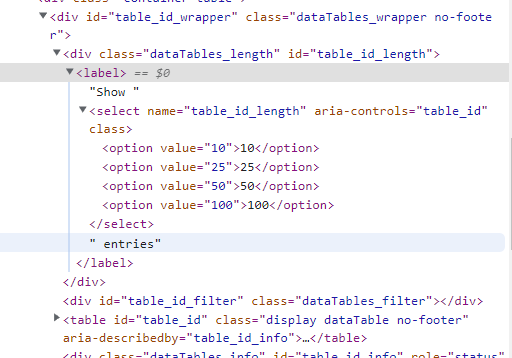 <div class="container-table">
▼<div id="table_id_wrapper" class="dataTables_wrapper no-foote
r">
▼<div class="dataTables_length" id="table_id_length">
▼<label> == $0
"Show "
▼<select name="table_id_length" aria-controls="table_id"
class>
<option value="10">10</option>
<option value="25">25</option>
<option value="50">50</option>
<option value="100">100</option>
</select>
" entries"
</label>
</div>
<div id="table_id_filter" class="dataTables_filter"></div>
▶<table id="table_id" class="display dataTable no-footer"
aria-describedby="table_id_info">…</table>
<div class="dataTables_info" id="table_id_info" role="status"